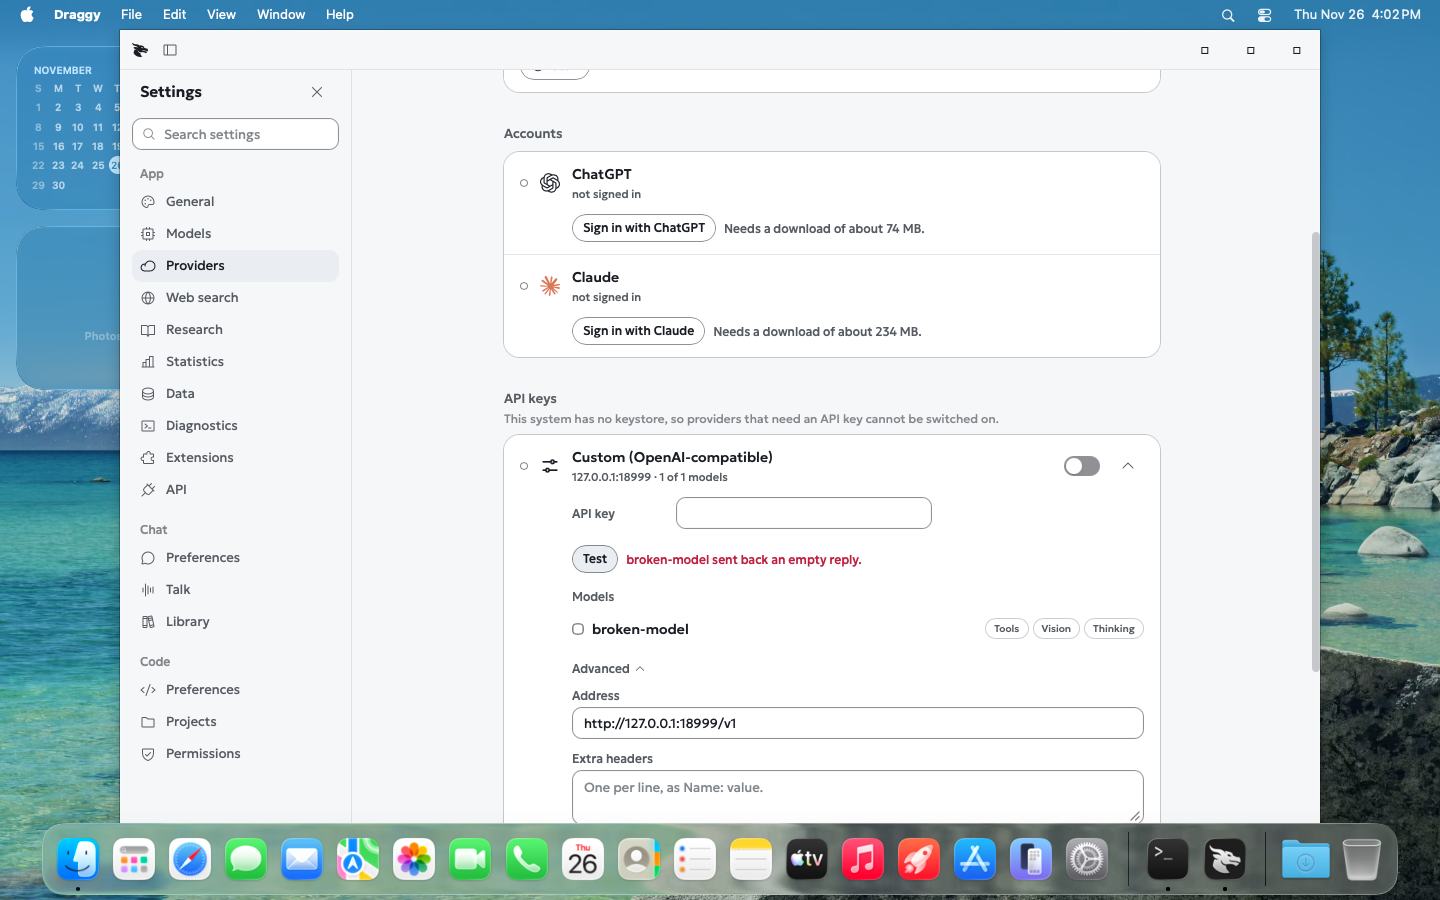 Draggy File Edit View Window Help
Thu Nov 26 4:02 PM
NOVEMBER
S M T W T
1 2 3 4 5
8 9 10 11 12
15 16 17 18 19
22 23 24 25 26
29 30
Photos
Settings
Search settings
App
General
Models
Providers
Web search
Research
Statistics
Data
Diagnostics
Extensions
API
Chat
Preferences
Talk
Library
Code
Preferences
Projects
Permissions
Accounts
ChatGPT
not signed in
Sign in with ChatGPT Needs a download of about 74 MB.
Claude
not signed in
Sign in with Claude Needs a download of about 234 MB.
API keys
This system has no keystore, so providers that need an API key cannot be switched on.
Custom (OpenAI-compatible)
127.0.0.1:18999 · 1 of 1 models
API key
Test broken-model sent back an empty reply.
Models
broken-model Tools Vision Thinking
Advanced
Address
http://127.0.0.1:18999/v1
Extra headers
One per line, as Name: value.
Thu
26
tv
>_